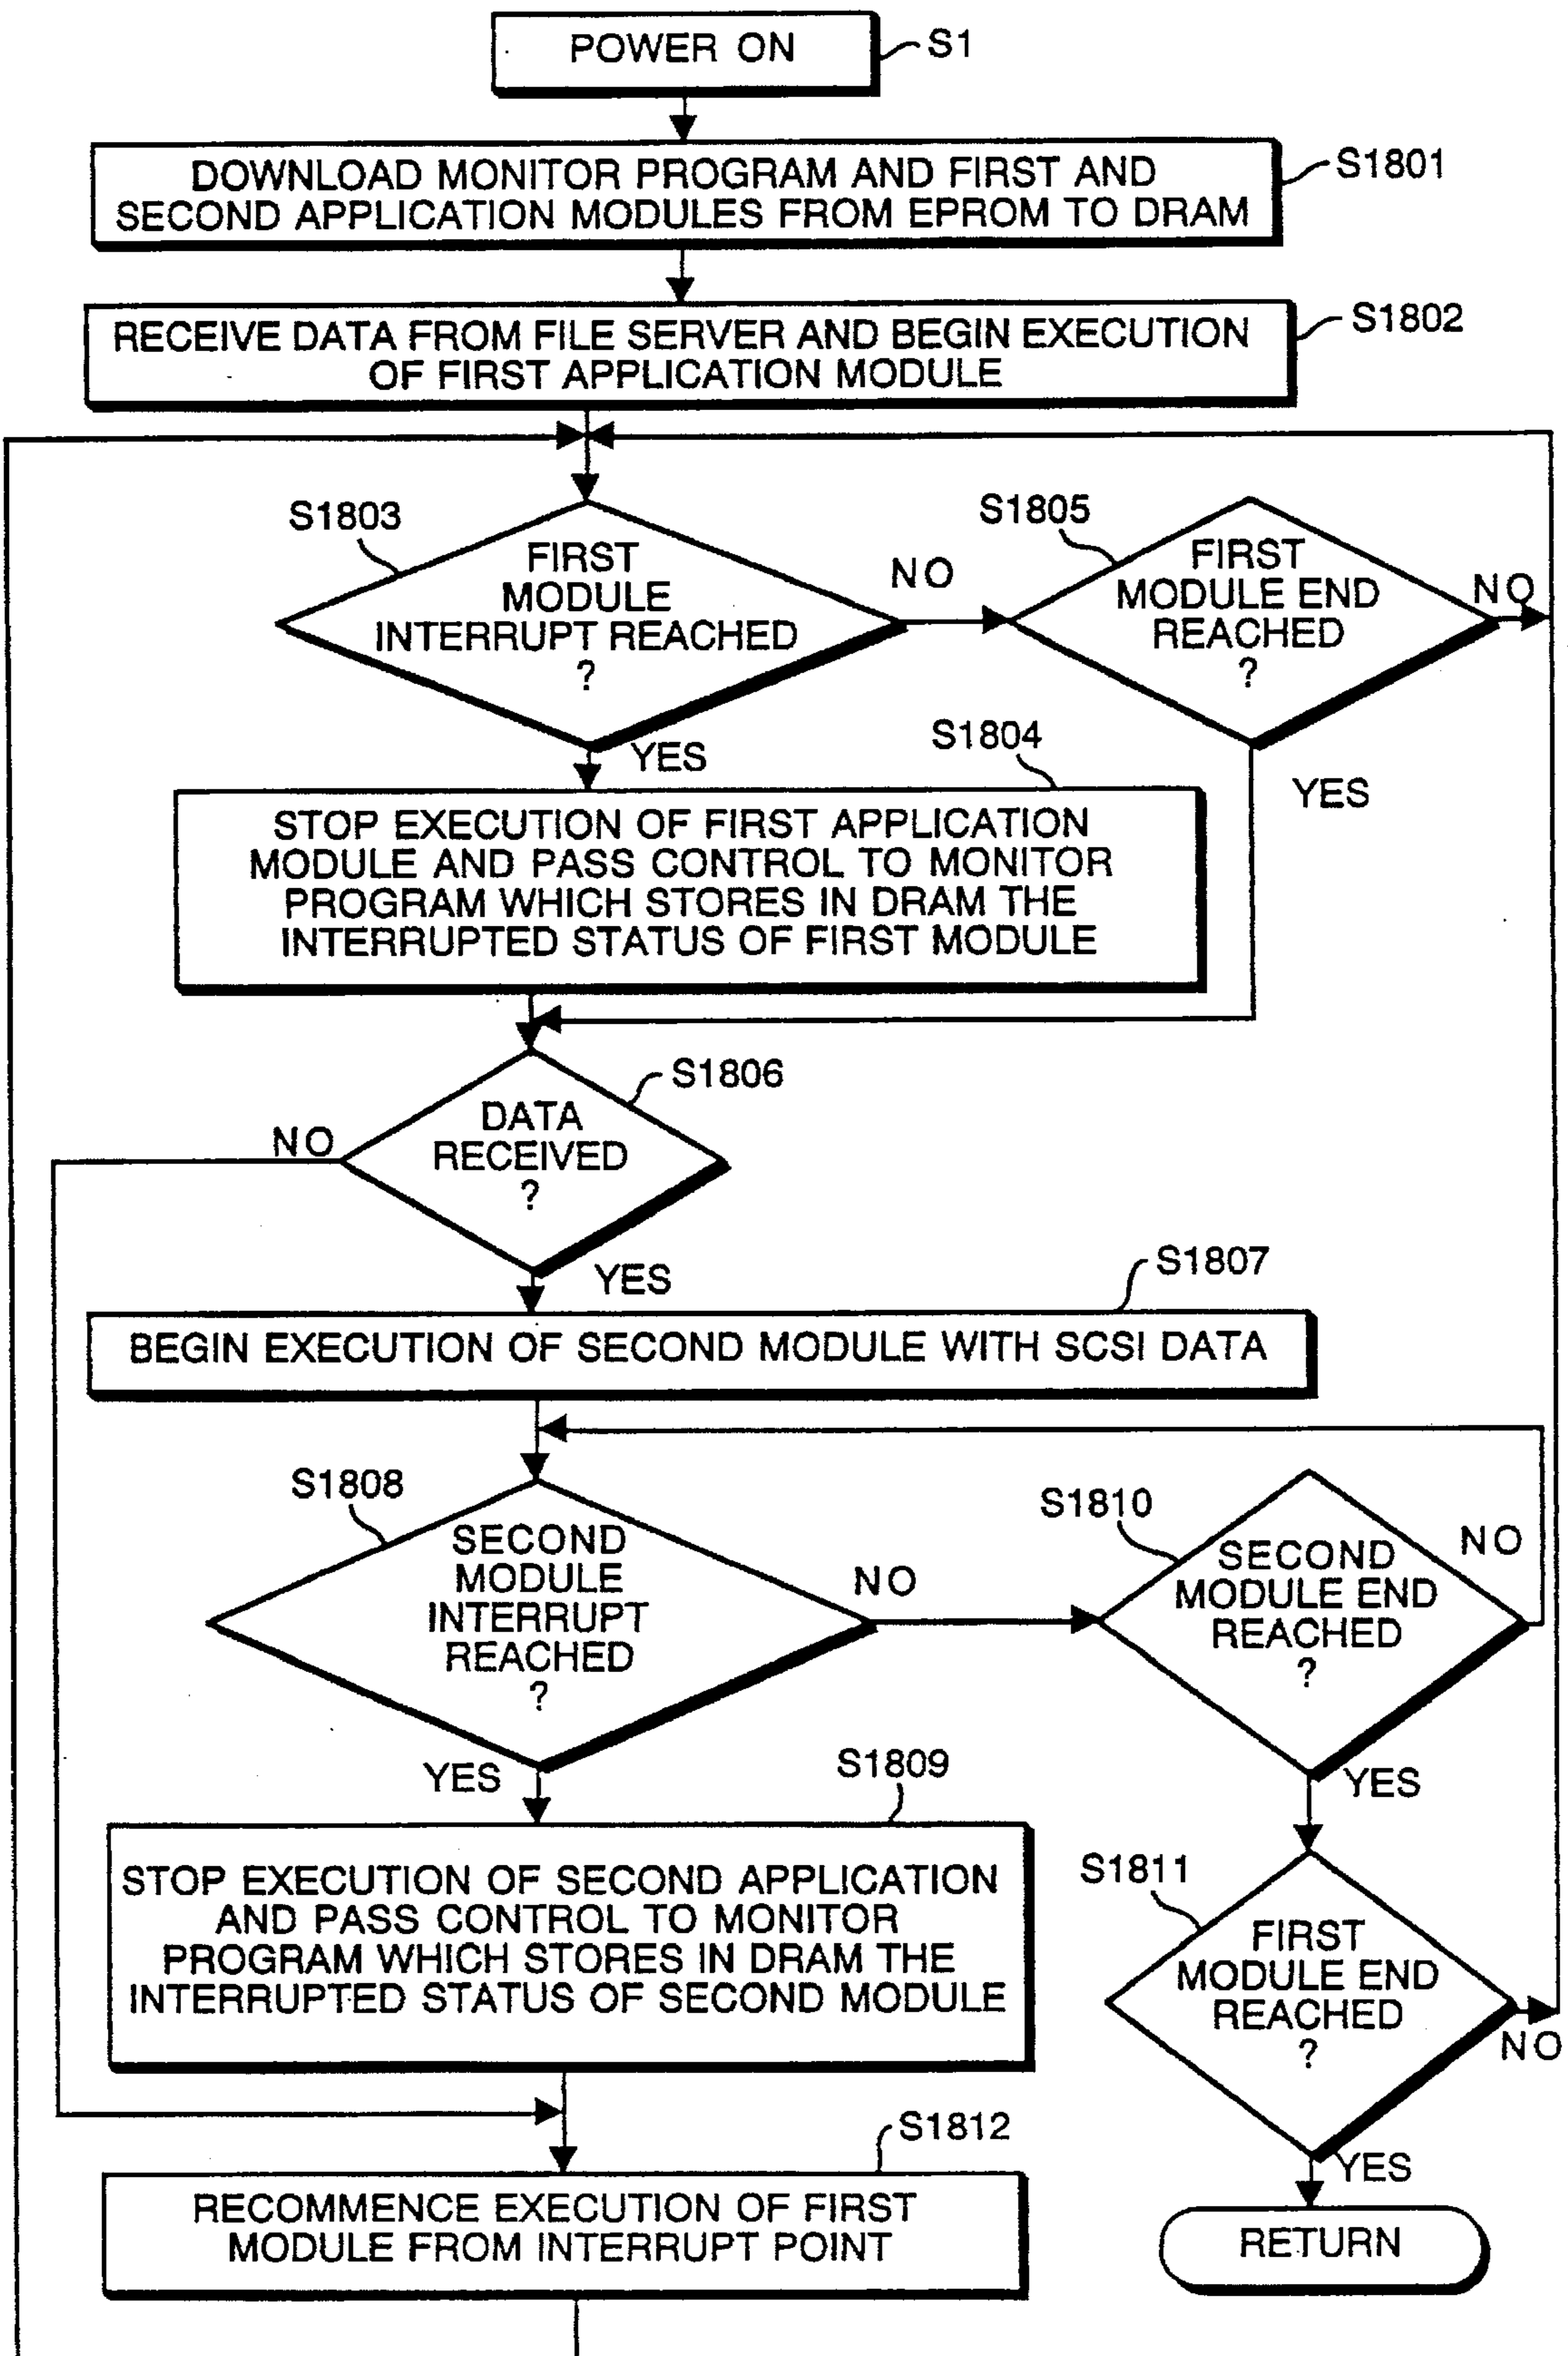 POWER ON
S1
DOWNLOAD MONITOR PROGRAM AND FIRST AND
SECOND APPLICATION MODULES FROM EPROM TO DRAM
S1801
RECEIVE DATA FROM FILE SERVER AND BEGIN EXECUTION
OF FIRST APPLICATION MODULE
S1802
S1803
FIRST
MODULE
INTERRUPT REACHED
?
NO
S1805
FIRST
MODULE END
REACHED
?
NO
YES
S1804
YES
STOP EXECUTION OF FIRST APPLICATION
MODULE AND PASS CONTROL TO MONITOR
PROGRAM WHICH STORES IN DRAM THE
INTERRUPTED STATUS OF FIRST MODULE
S1806
DATA
RECEIVED
?
NO
YES
S1807
BEGIN EXECUTION OF SECOND MODULE WITH SCSI DATA
S1808
SECOND
MODULE
INTERRUPT
REACHED
?
NO
S1810
SECOND
MODULE END
REACHED
?
NO
YES
S1809
YES
STOP EXECUTION OF SECOND APPLICATION
AND PASS CONTROL TO MONITOR
PROGRAM WHICH STORES IN DRAM THE
INTERRUPTED STATUS OF SECOND MODULE
S1811
FIRST
MODULE END
REACHED
?
NO
YES
S1812
RECOMMENCE EXECUTION OF FIRST
MODULE FROM INTERRUPT POINT
RETURN